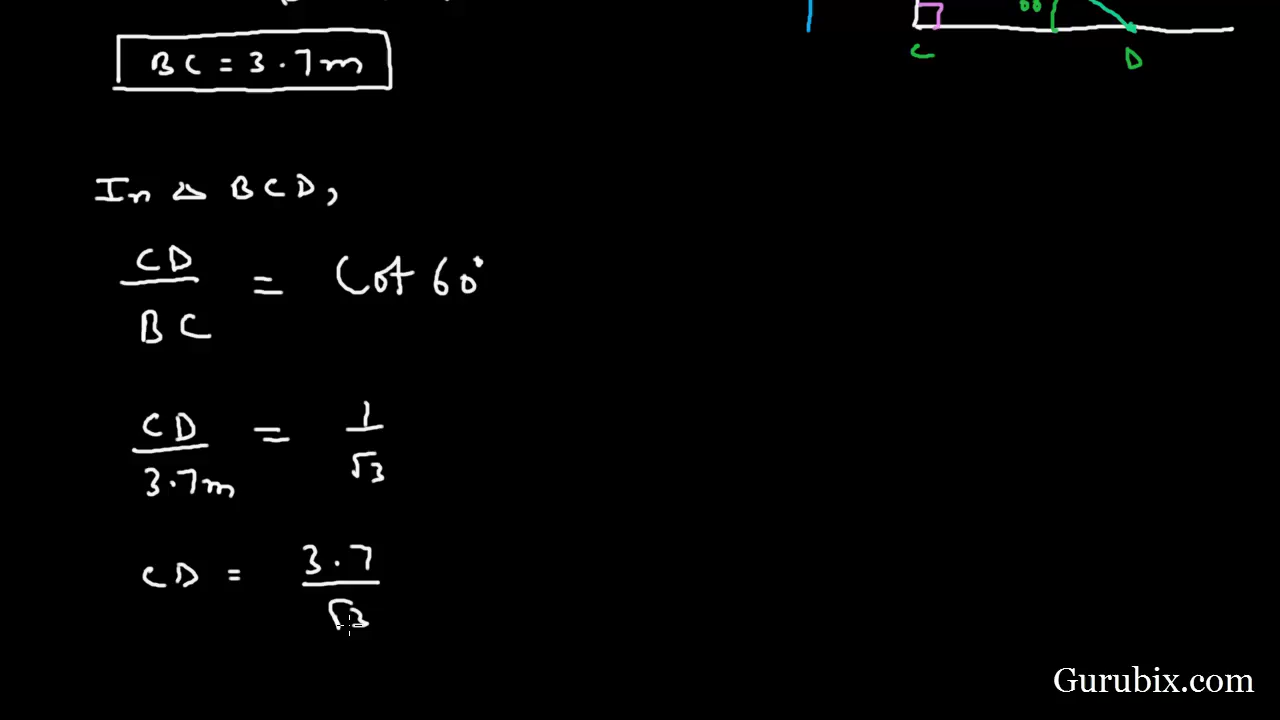 BC = 3.7m
C
D
In △ BCD,
CD/BC = Cot 60°
CD/3.7m = 1/√3
CD = 3.7/√3
Gurubix.com